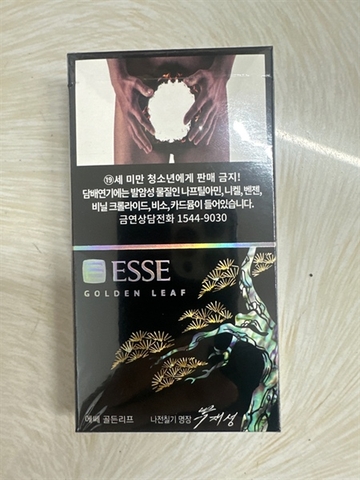 ⑲세 미만 청소년에게 판매 금지!
담배연기에는 발암성 물질인 나프틸아민, 니켈, 벤젠,
비닐 크롤라이드, 비소, 카드뮴이 들어있습니다.
금연상담전화 1544-9030
ESSE
GOLDEN LEAF
에쎄 골든리프 나전칠기 명장